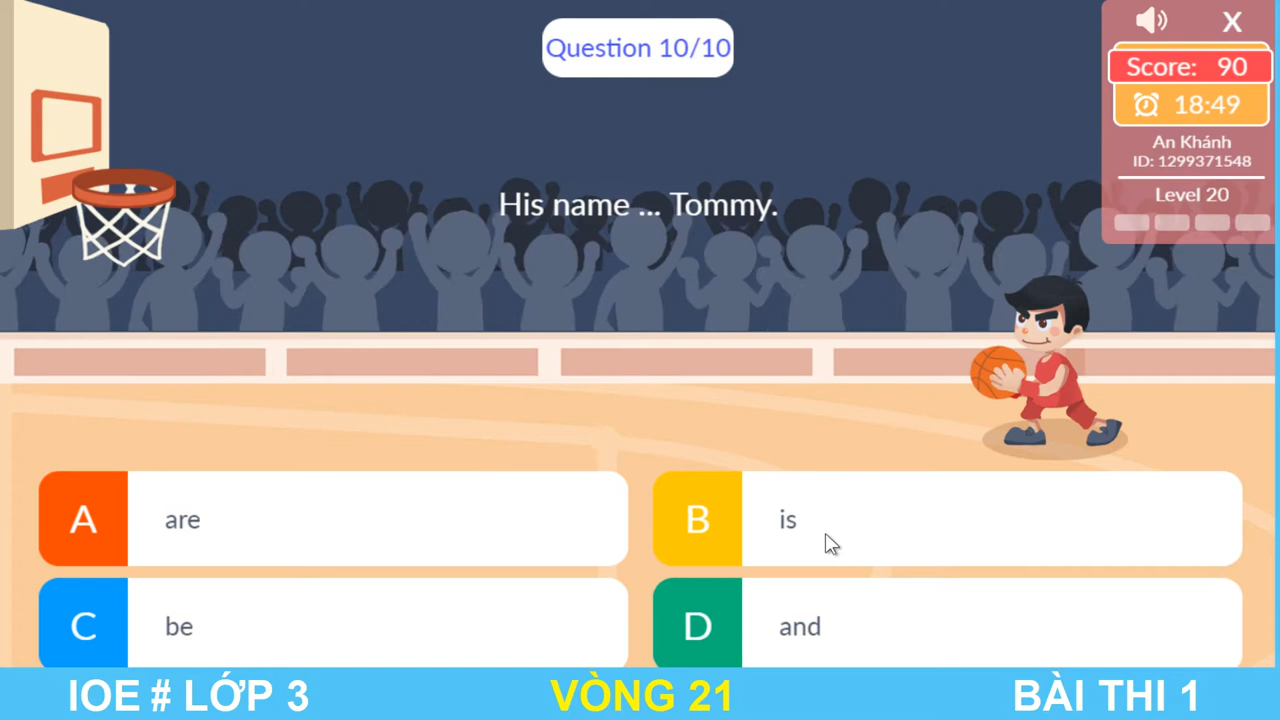 Question 10/10
X
Score: 90
18:49
An Khánh
ID: 1299371548
Level 20
His name ... Tommy.
A are
B is
C be
D and
IOE # LỚP 3
VÒNG 21
BÀI THI 1